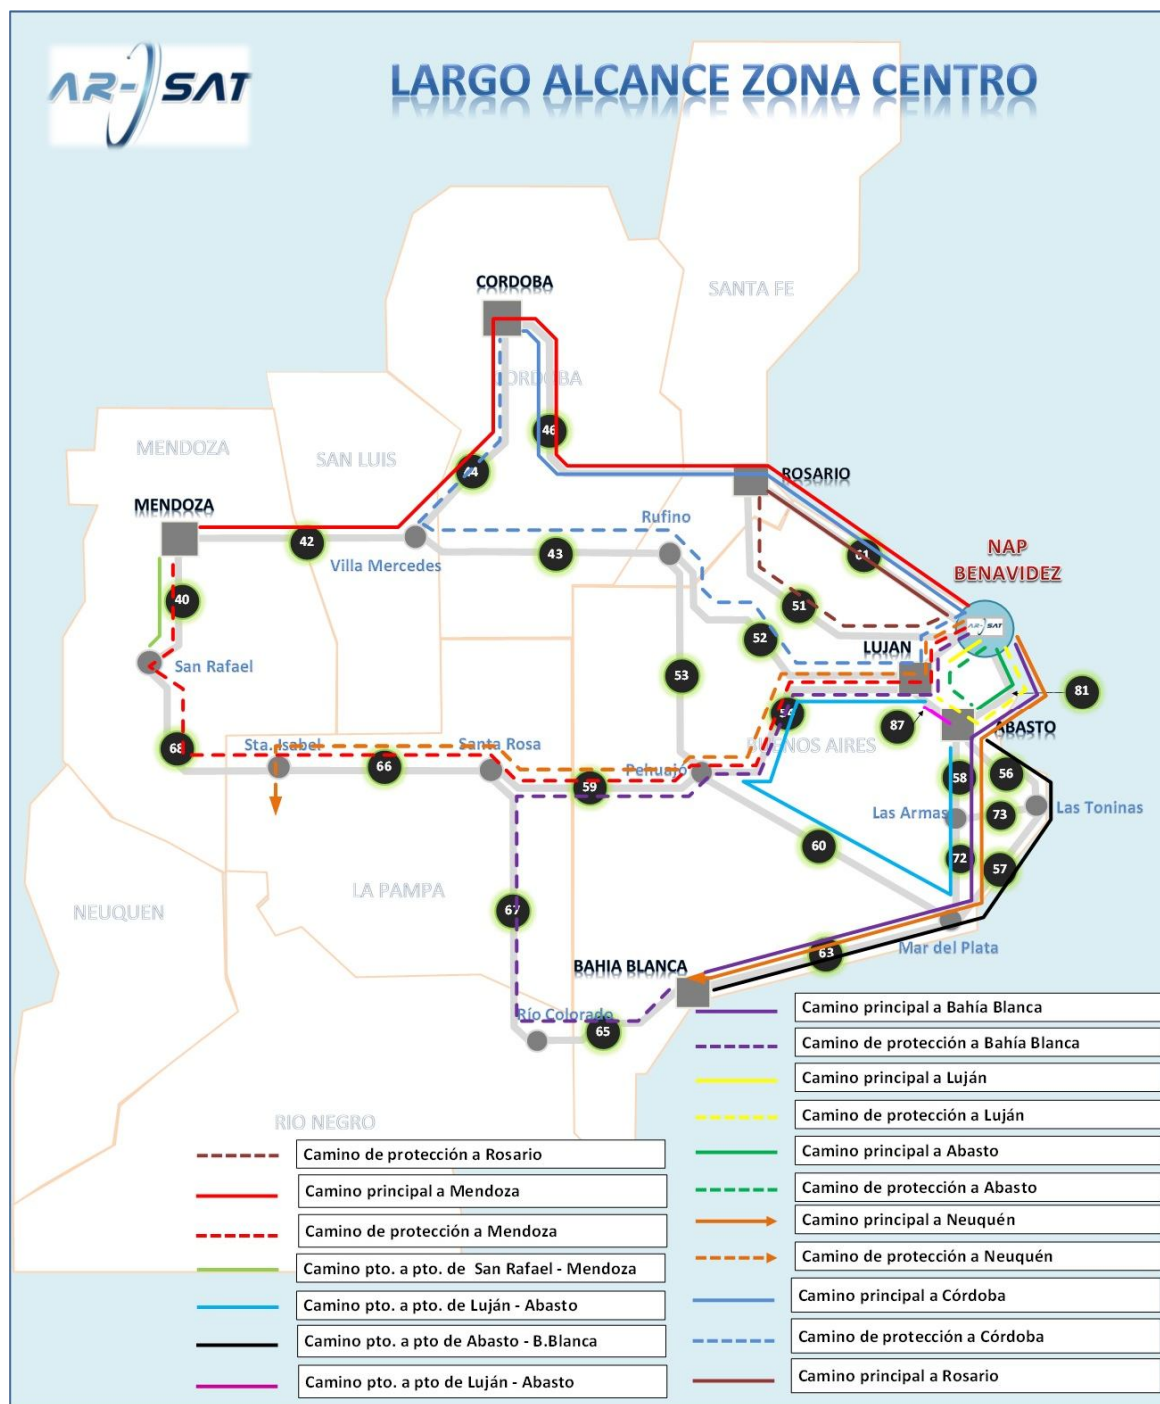 AR-SAT
LARGO ALCANCE ZONA CENTRO
SANTA FE
CORDOBA
CORDOBA
46
MENDOZA
SAN LUIS
44
ROSARIO
MENDOZA
Rufino
42
Villa Mercedes
43
61
NAP
BENAVIDEZ
40
51
AR-SAT
52
LUJAN
San Rafael
53
81
54
87
ABASTO
68
Sta. Isabel
Santa Rosa
BUENOS AIRES
66
Pehuajó
59
58
56
Las Armas
73
Las Toninas
60
72
57
NEUQUEN
LA PAMPA
67
63
Mar del Plata
BAHIA BLANCA
Río Colorado
65
RIO NEGRO
Camino principal a Bahía Blanca
Camino de protección a Bahía Blanca
Camino principal a Luján
Camino de protección a Luján
Camino principal a Abasto
Camino de protección a Abasto
Camino principal a Neuquén
Camino de protección a Neuquén
Camino principal a Córdoba
Camino de protección a Córdoba
Camino principal a Rosario
Camino de protección a Rosario
Camino principal a Mendoza
Camino de protección a Mendoza
Camino pto. a pto. de San Rafael - Mendoza
Camino pto. a pto. de Luján - Abasto
Camino pto. a pto de Abasto - B.Blanca
Camino pto. a pto de Luján - Abasto